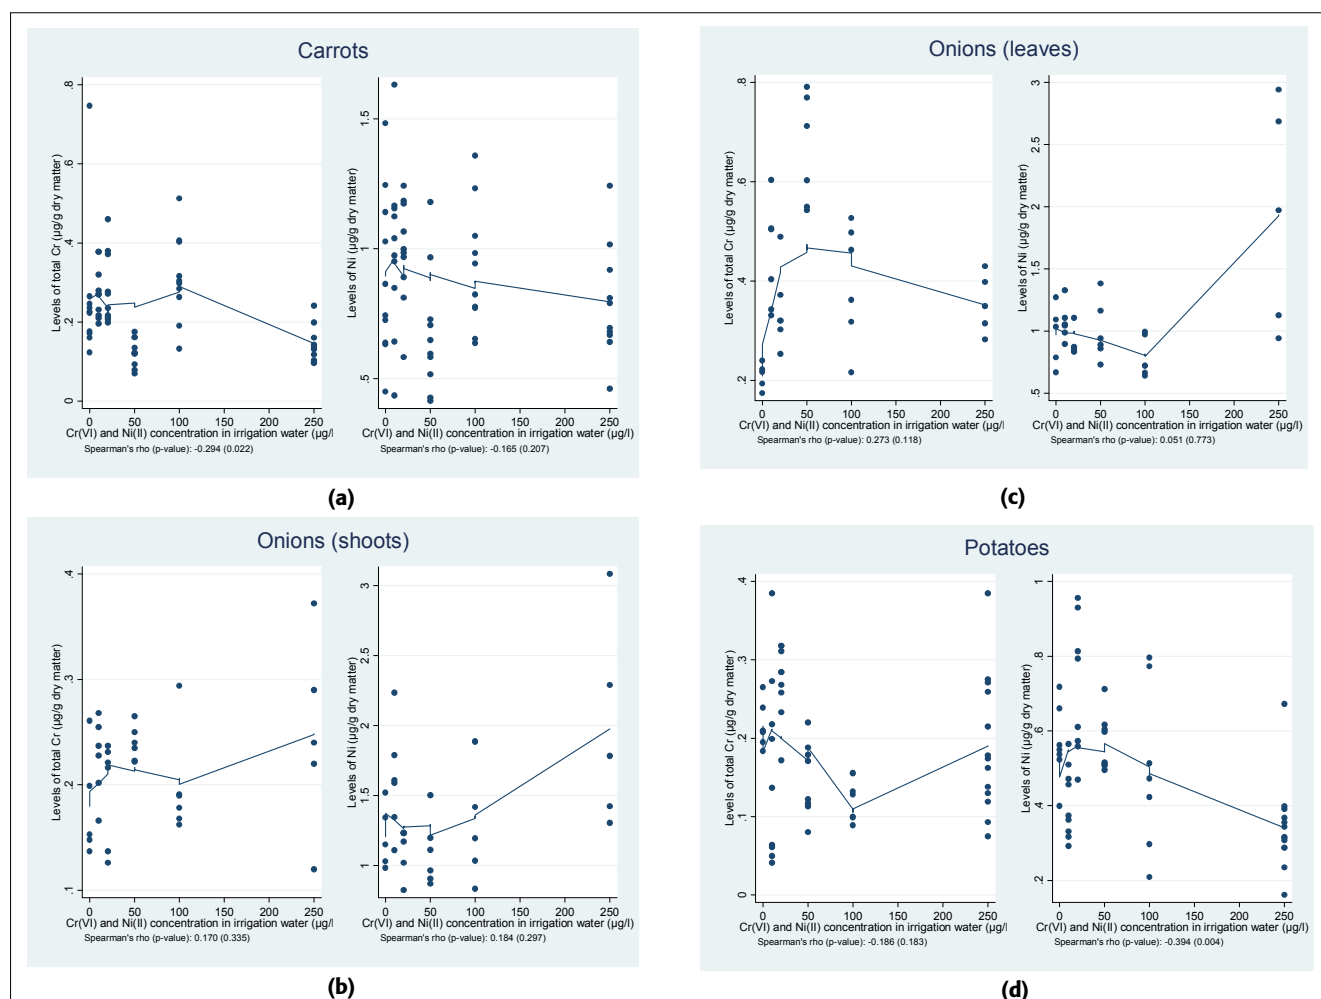 Carrots
Levels of total Cr (µg/g dry matter)
0 .2 .4 .6 .8
0 50 100 150 200 250
Levels of Ni (µg/g dry matter)
.5 1 1.5
0 50 100 150 200 250
Cr(VI) and Ni(II) concentration in irrigation water (µg/l)
Cr(VI) and Ni(II) concentration in irrigation water (µg/l)
Spearman's rho (p-value): -0.294 (0.022)
Spearman's rho (p-value): -0.165 (0.207)
(a)
Onions (shoots)
Levels of total Cr (µg/g dry matter)
.1 .2 .3 .4
0 50 100 150 200 250
Levels of Ni (µg/g dry matter)
1 1.5 2 2.5 3
0 50 100 150 200 250
Cr(VI) and Ni(II) concentration in irrigation water (µg/l)
Cr(VI) and Ni(II) concentration in irrigation water (µg/l)
Spearman's rho (p-value): 0.170 (0.335)
Spearman's rho (p-value): 0.184 (0.297)
(b)
Onions (leaves)
Levels of total Cr (µg/g dry matter)
.2 .4 .6 .8
0 50 100 150 200 250
Levels of Ni (µg/g dry matter)
.5 1 1.5 2 2.5 3
0 50 100 150 200 250
Cr(VI) and Ni(II) concentration in irrigation water (µg/l)
Cr(VI) and Ni(II) concentration in irrigation water (µg/l)
Spearman's rho (p-value): 0.273 (0.118)
Spearman's rho (p-value): 0.051 (0.773)
(c)
Potatoes
Levels of total Cr (µg/g dry matter)
0 .1 .2 .3 .4
0 50 100 150 200 250
Levels of Ni (µg/g dry matter)
.2 .4 .6 .8 1
0 50 100 150 200 250
Cr(VI) and Ni(II) concentration in irrigation water (µg/l)
Cr(VI) and Ni(II) concentration in irrigation water (µg/l)
Spearman's rho (p-value): -0.186 (0.183)
Spearman's rho (p-value): -0.394 (0.004)
(d)